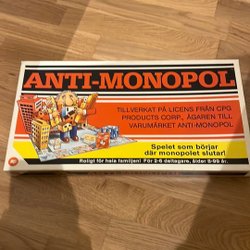 ANTI-MONOPOL
TILLVERKAT PÅ LICENS FRÅN CPG
PRODUCTS CORP., ÄGAREN TILL
VARUMÄRKET ANTI-MONOPOL
Spelet som börjar
där monopolet slutar!
Roligt för hela familjen! För 2-6 deltagare, ålder 8-99 år.